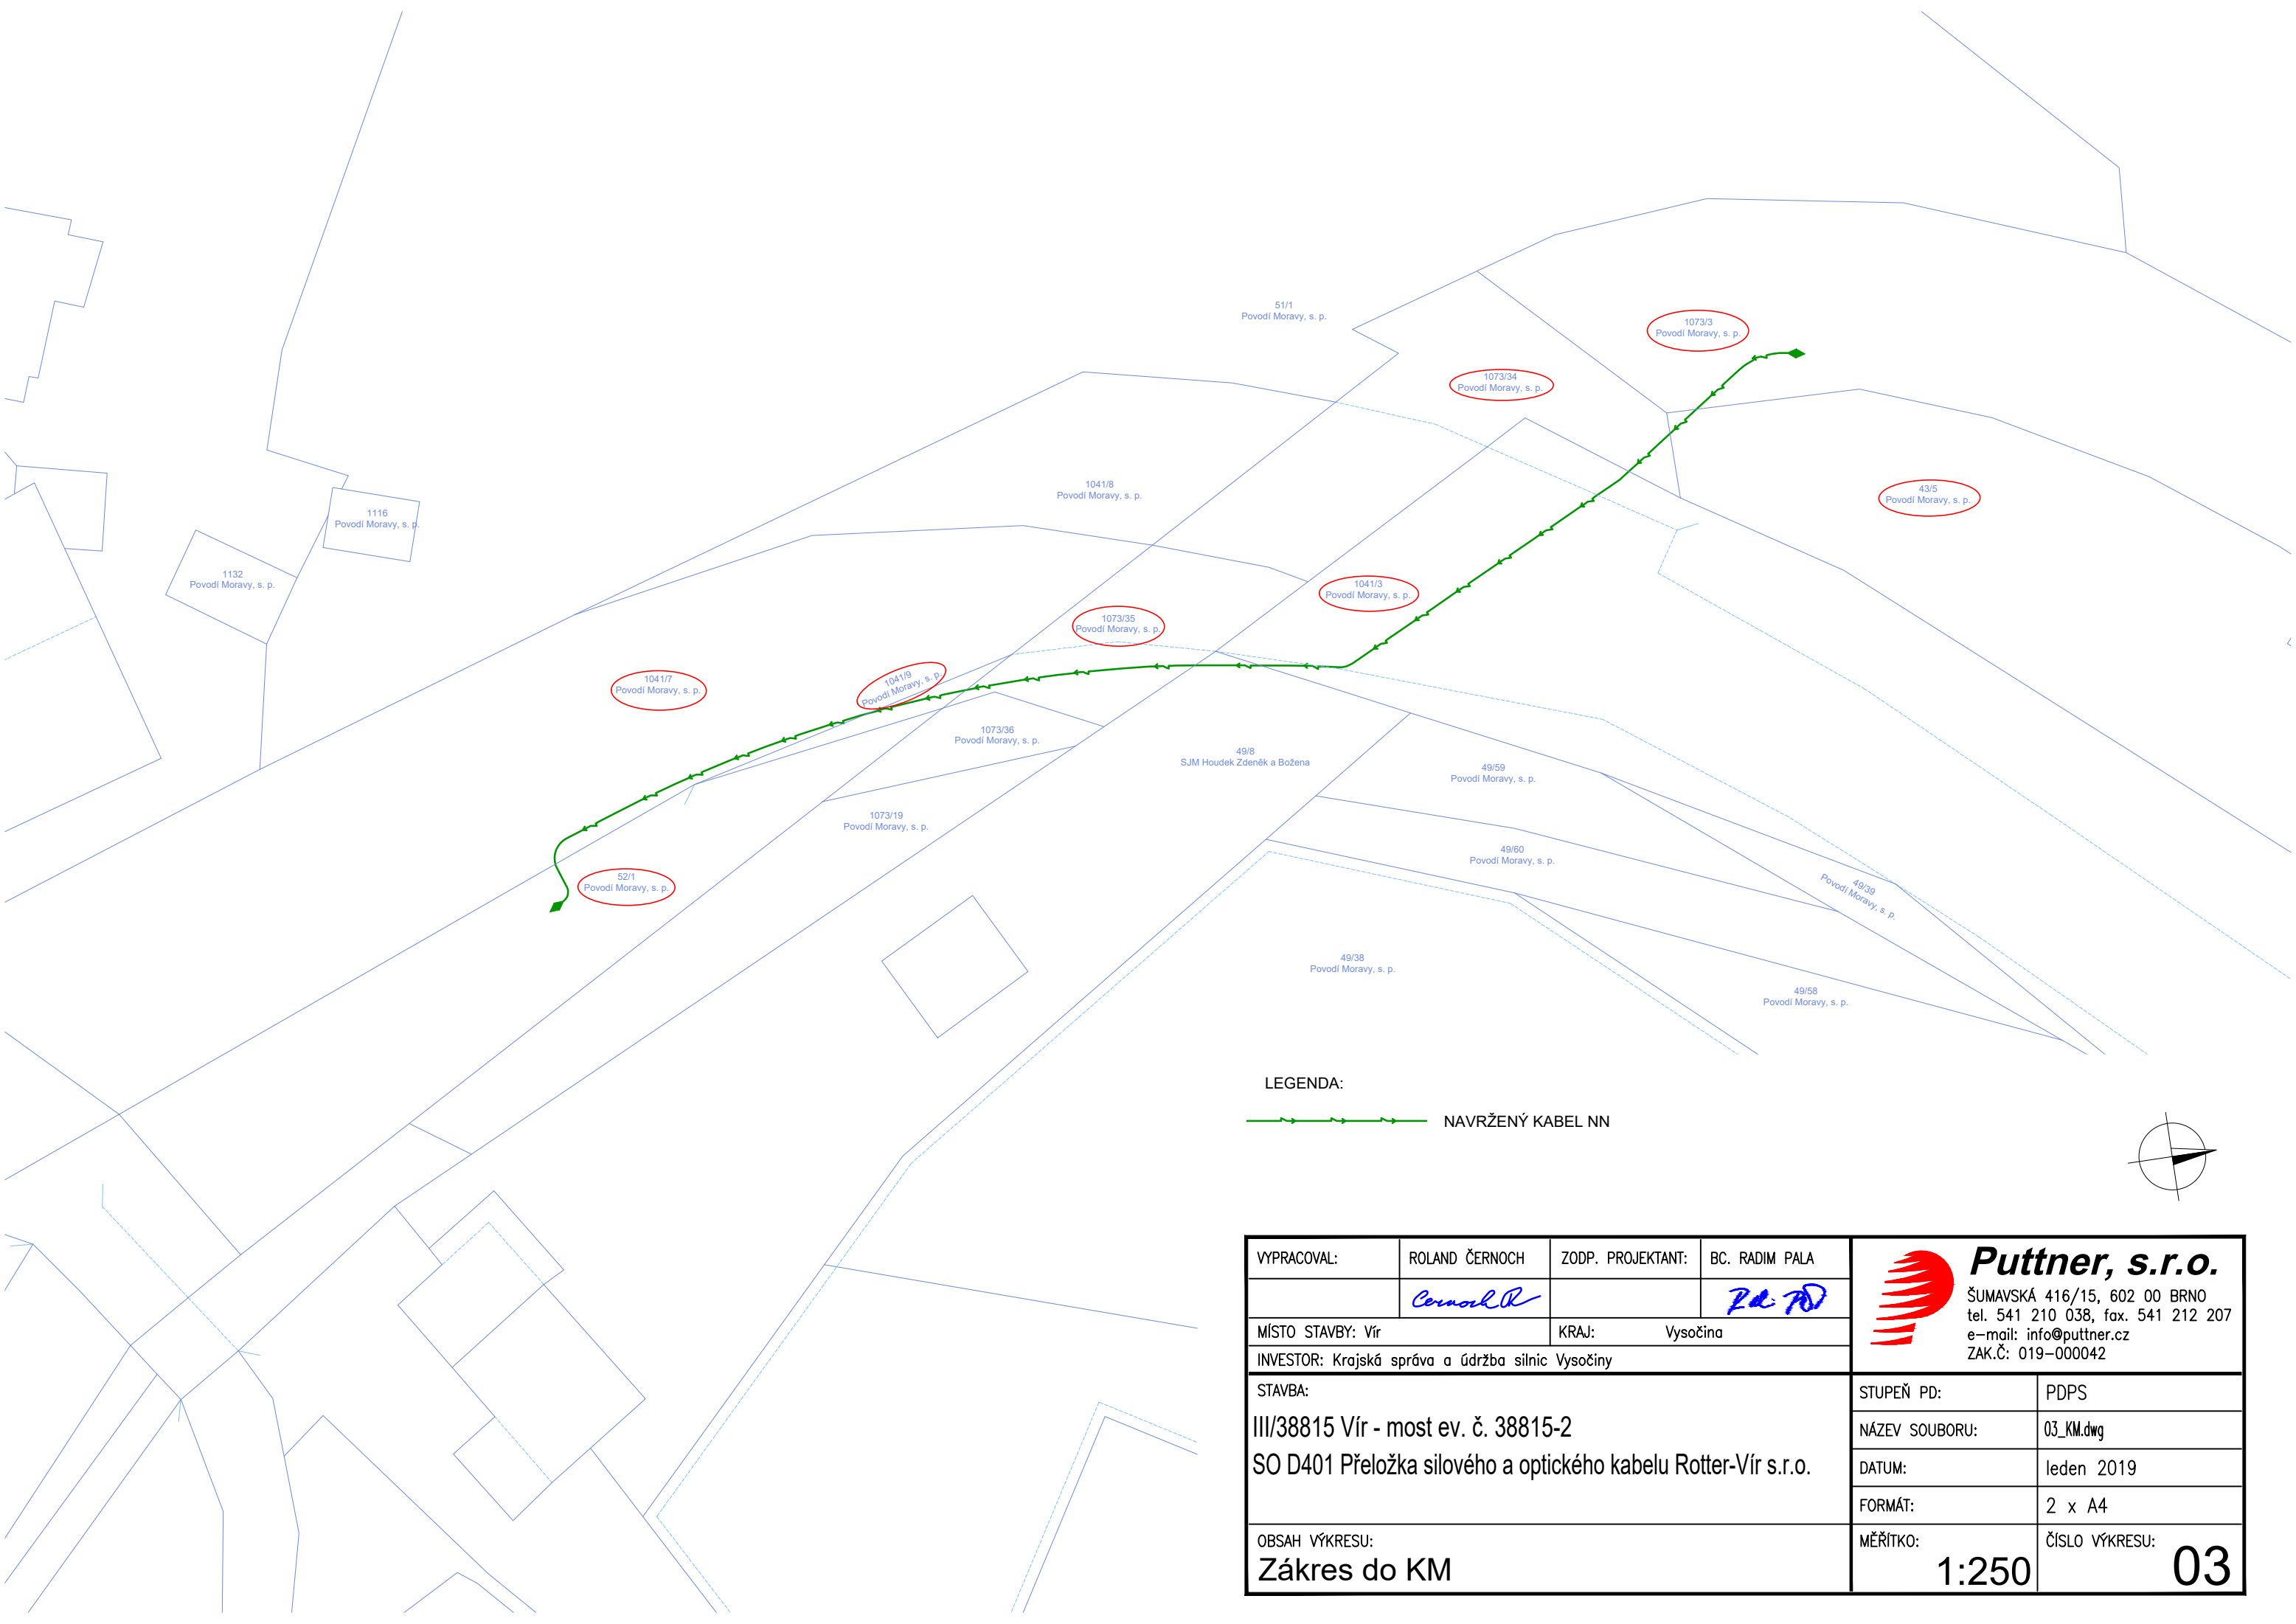 51/1
Povodí Moravy, s. p.
1073/3
Povodí Moravy, s. p.
1073/34
Povodí Moravy, s. p.
1041/8
Povodí Moravy, s. p.
43/5
Povodí Moravy, s. p.
1116
Povodí Moravy, s. p.
1132
Povodí Moravy, s. p.
1041/3
Povodí Moravy, s. p.
1073/35
Povodí Moravy, s. p.
1041/7
Povodí Moravy, s. p.
1041/9
Povodí Moravy, s. p.
1073/36
Povodí Moravy, s. p.
49/8
SJM Houdek Zdeněk a Božena
49/59
Povodí Moravy, s. p.
1073/19
Povodí Moravy, s. p.
49/60
Povodí Moravy, s. p.
52/1
Povodí Moravy, s. p.
49/39
Povodí Moravy, s. p.
49/38
Povodí Moravy, s. p.
49/58
Povodí Moravy, s. p.
LEGENDA:
NAVRŽENÝ KABEL NN
VYPRACOVAL: ROLAND ČERNOCH ZODP. PROJEKTANT: BC. RADIM PALA
Cernoch R
MÍSTO STAVBY: Vír KRAJ: Vysočina
INVESTOR: Krajská správa a údržba silnic Vysočiny
Puttner, s.r.o.
ŠUMAVSKÁ 416/15, 602 00 BRNO
tel. 541 210 038, fax. 541 212 207
e-mail: info@puttner.cz
ZAK.Č: 019-000042
STAVBA:
III/38815 Vír - most ev. č. 38815-2
SO D401 Přeložka silového a optického kabelu Rotter-Vír s.r.o.
OBSAH VÝKRESU:
Zákres do KM
STUPEŇ PD: PDPS
NÁZEV SOUBORU: 03_KM.dwg
DATUM: leden 2019
FORMÁT: 2 x A4
MĚŘÍTKO: 1:250
ČÍSLO VÝKRESU: 03